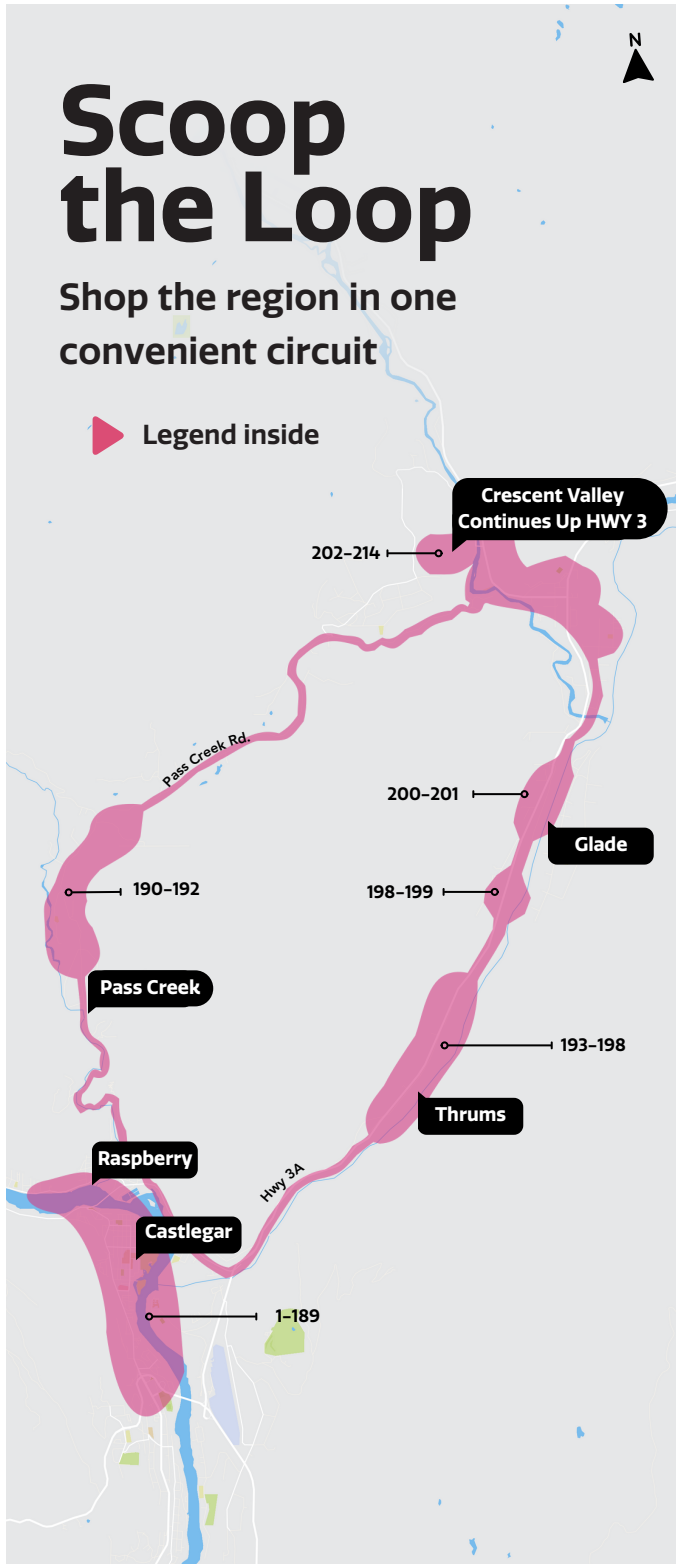 N
Scoop
the Loop
Shop the region in one
convenient circuit
Legend inside
Crescent Valley
Continues Up HWY 3
202–214
Pass Creek Rd.
200–201
Glade
190–192
198–199
Pass Creek
193–198
Thrums
Raspberry
Hwy 3A
Castlegar
1–189